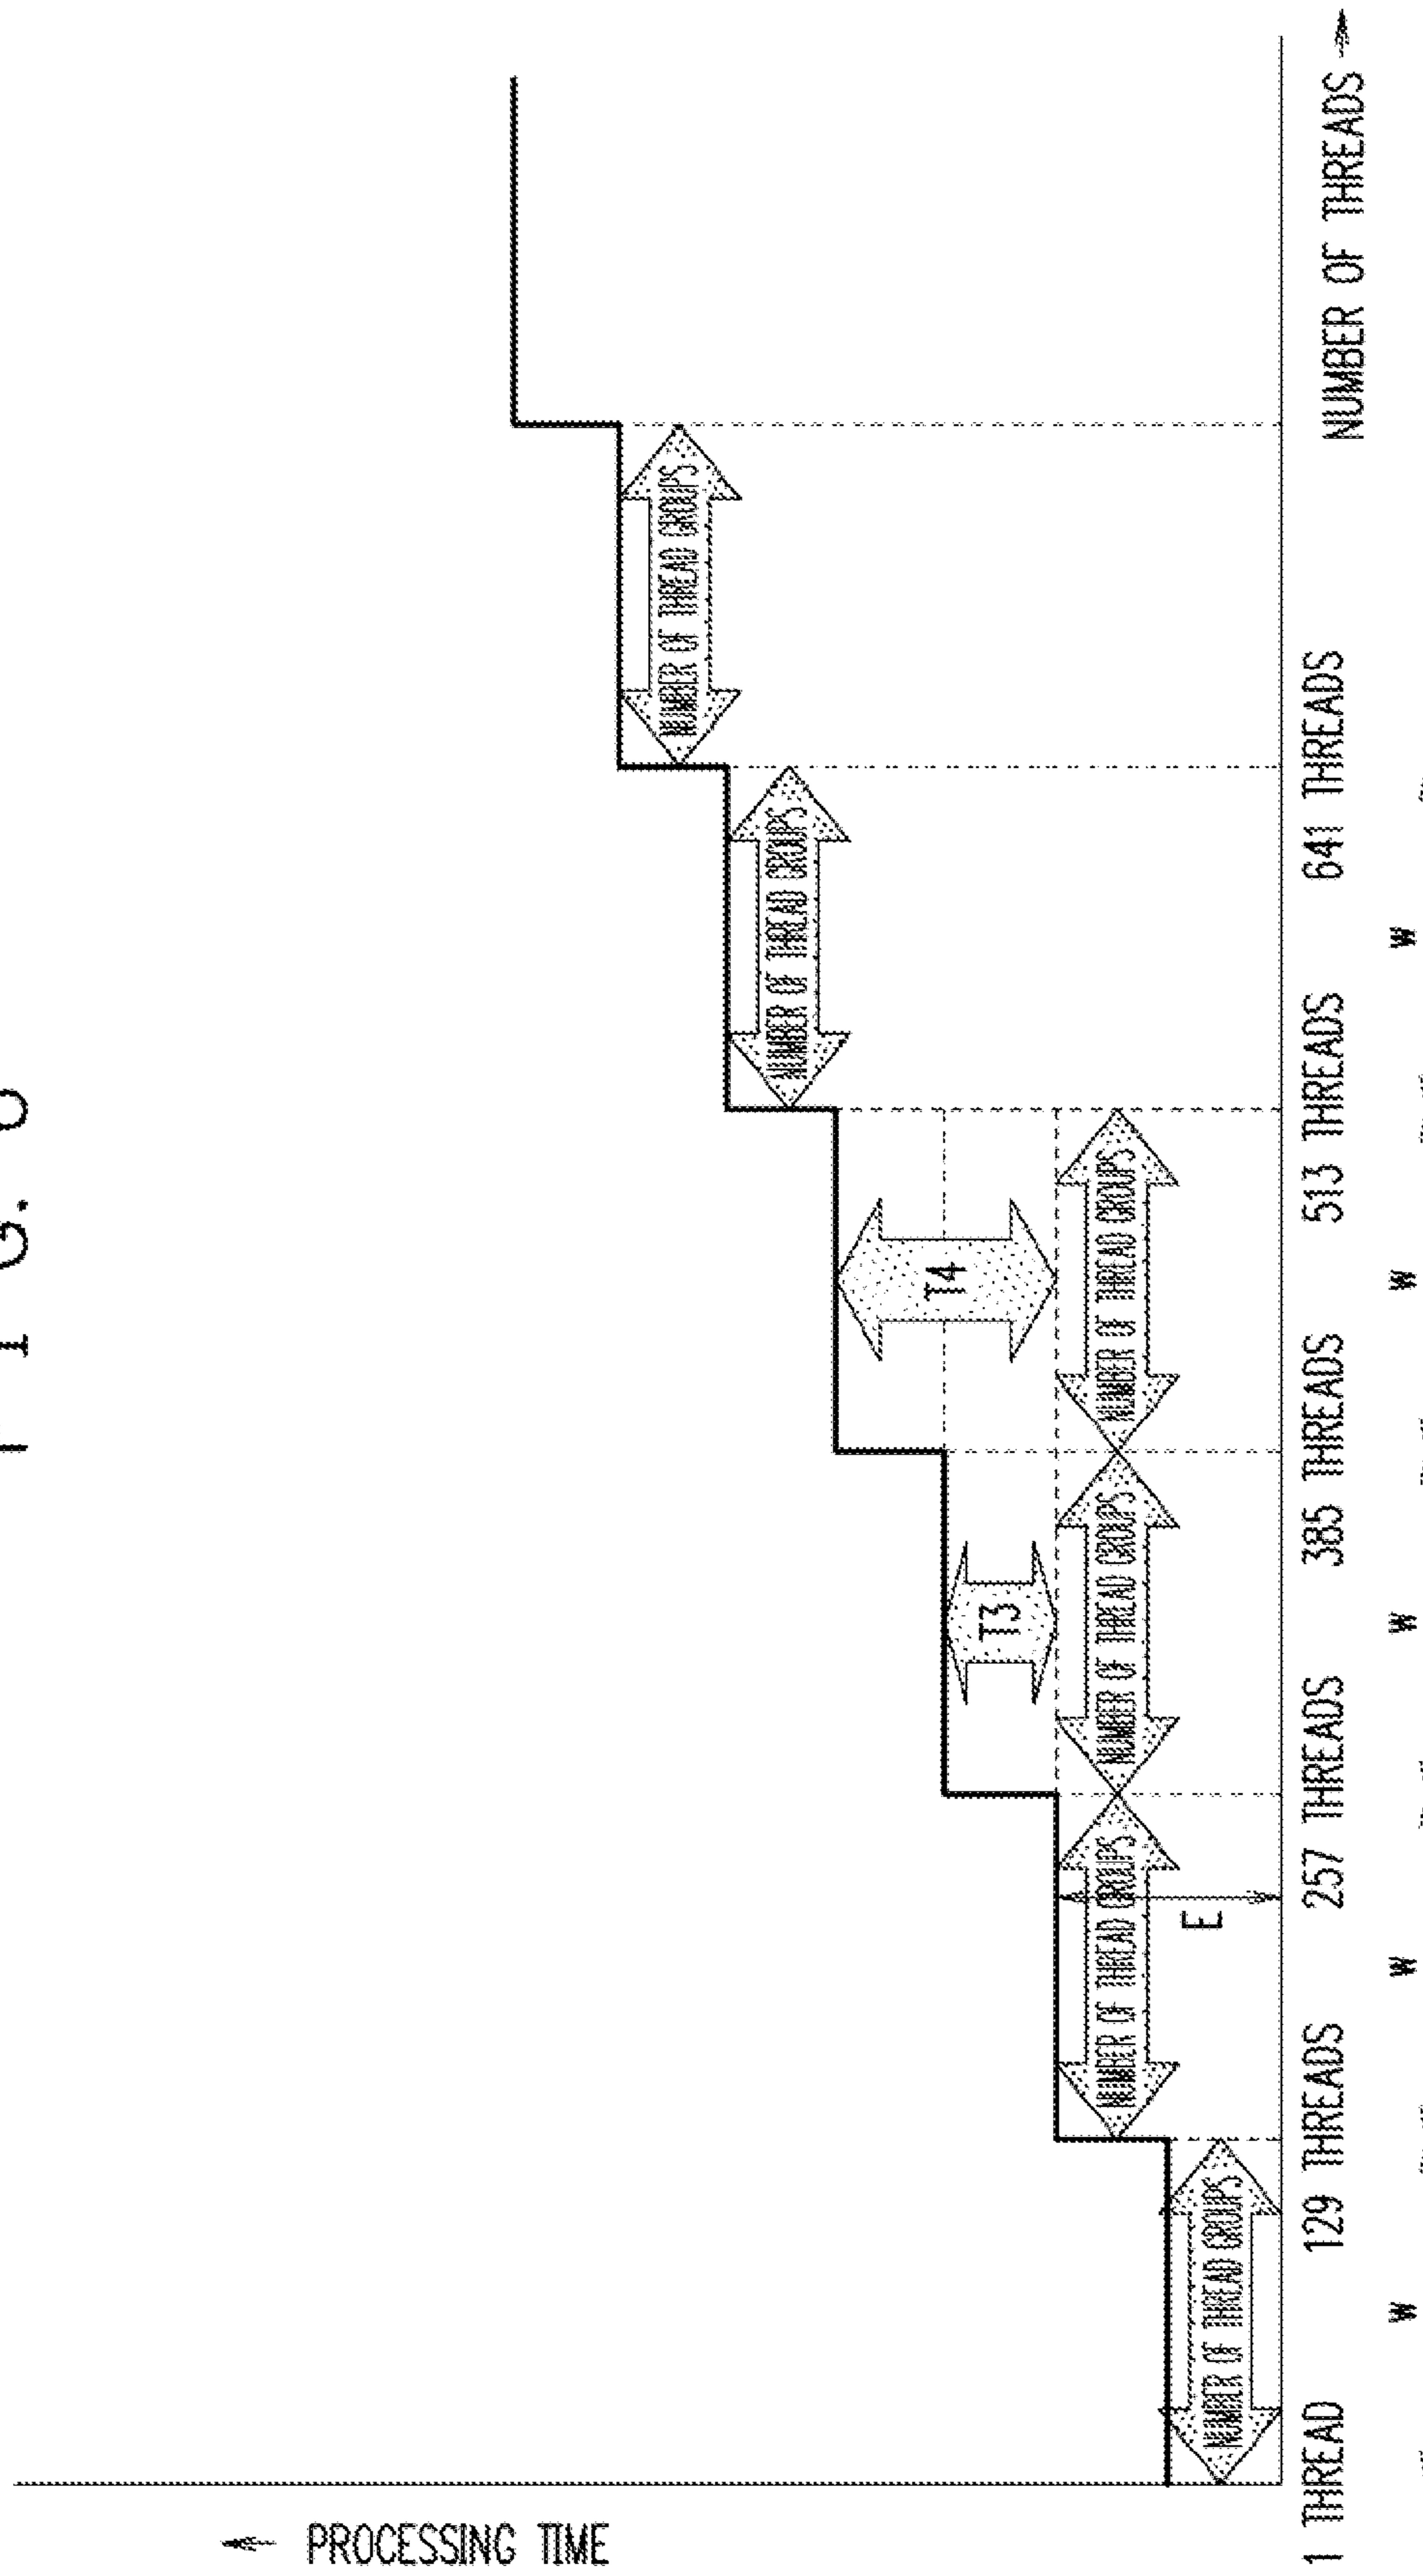 PROCESSING TIME
NUMBER OF THREAD GROUPS
NUMBER OF THREAD GROUPS
E
NUMBER OF THREAD GROUPS
T3
NUMBER OF THREAD GROUPS
T4
NUMBER OF THREAD GROUPS
NUMBER OF THREAD GROUPS
1 THREAD
129 THREADS
257 THREADS
385 THREADS
513 THREADS
641 THREADS
NUMBER OF THREADS
W
W
W
W
W